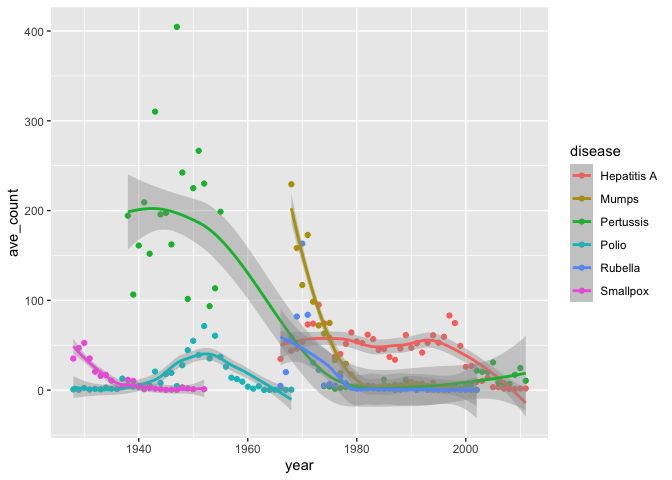 400
300
200
100
0
ave_count
1940
1960
1980
2000
year
disease
Hepatitis A
Mumps
Pertussis
Polio
Rubella
Smallpox